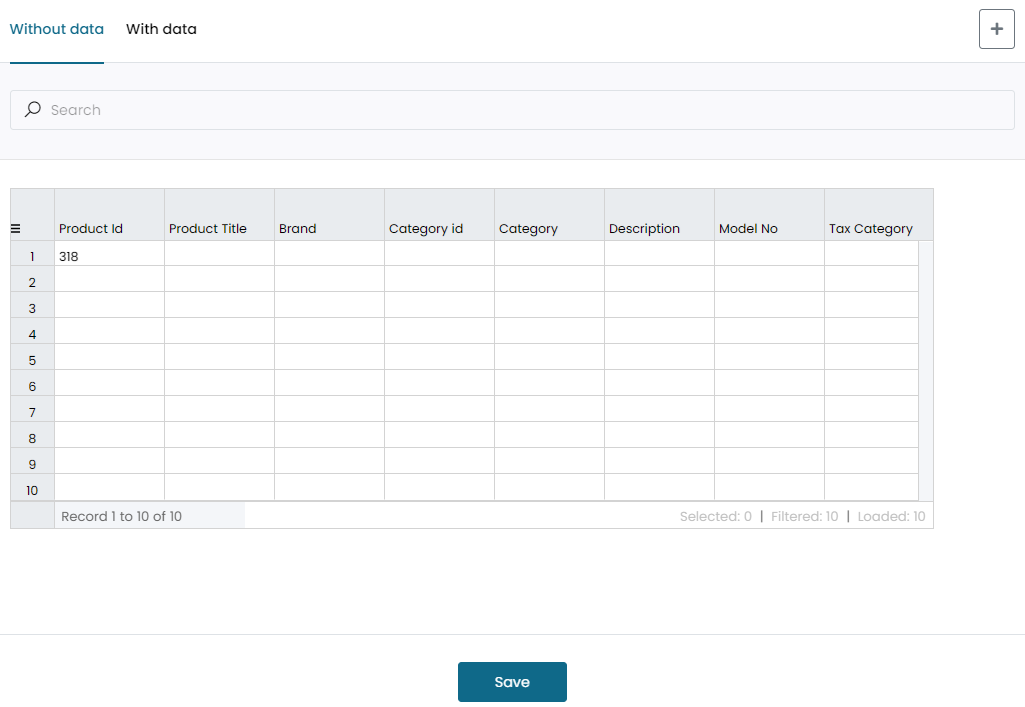 Without data With data +
Search
Product Id Product Title Brand Category id Category Description Model No Tax Category
1 318
2
3
4
5
6
7
8
9
10
Record 1 to 10 of 10 Selected: 0 | Filtered: 10 | Loaded: 10
Save